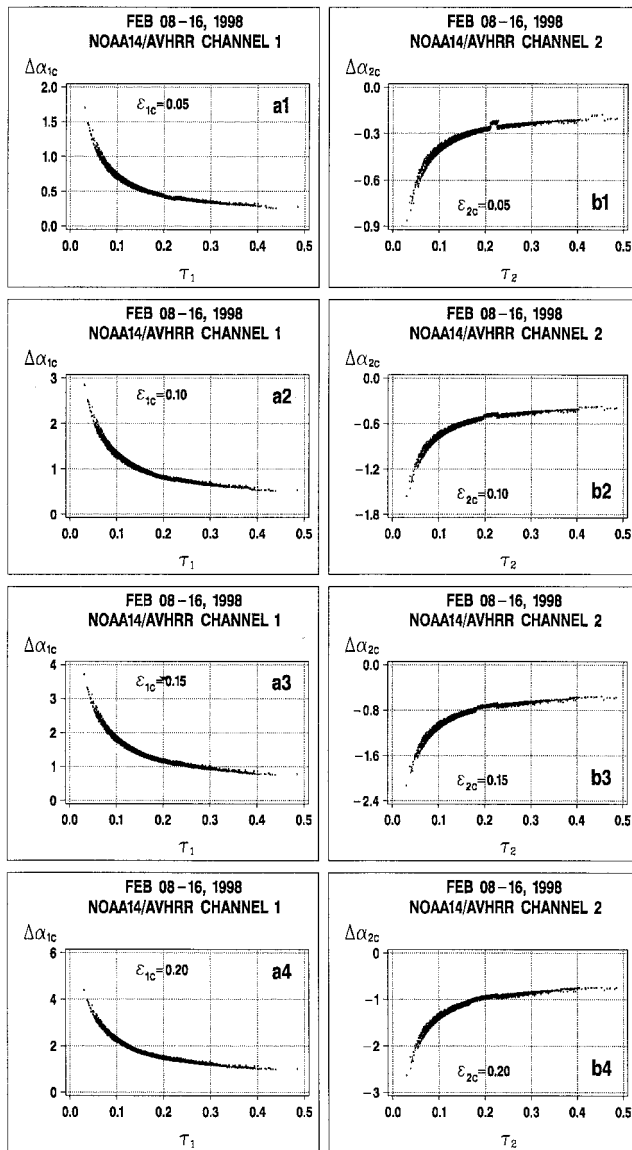 FEB 08-16, 1998
NOAA14/AVHRR CHANNEL 1
Δα1c
2.0
1.5
1.0
0.5
0.0
ε1c=0.05
a1
0.0 0.1 0.2 0.3 0.4 0.5
τ1
FEB 08-16, 1998
NOAA14/AVHRR CHANNEL 2
Δα2c
-0.0
-0.3
-0.6
-0.9
ε2c=0.05
b1
0.0 0.1 0.2 0.3 0.4 0.5
τ2
FEB 08-16, 1998
NOAA14/AVHRR CHANNEL 1
Δα1c
3
2
1
0
ε1c=0.10
a2
0.0 0.1 0.2 0.3 0.4 0.5
τ1
FEB 08-16, 1998
NOAA14/AVHRR CHANNEL 2
Δα2c
0.0
-0.6
-1.2
-1.8
ε2c=0.10
b2
0.0 0.1 0.2 0.3 0.4 0.5
τ2
FEB 08-16, 1998
NOAA14/AVHRR CHANNEL 1
Δα1c
4
3
2
1
0
ε1c=0.15
a3
0.0 0.1 0.2 0.3 0.4 0.5
τ1
FEB 08-16, 1998
NOAA14/AVHRR CHANNEL 2
Δα2c
0.0
-0.8
-1.6
-2.4
ε2c=0.15
b3
0.0 0.1 0.2 0.3 0.4 0.5
τ2
FEB 08-16, 1998
NOAA14/AVHRR CHANNEL 1
Δα1c
6
4
2
0
ε1c=0.20
a4
0.0 0.1 0.2 0.3 0.4 0.5
τ1
FEB 08-16, 1998
NOAA14/AVHRR CHANNEL 2
Δα2c
0
-1
-2
-3
ε2c=0.20
b4
0.0 0.1 0.2 0.3 0.4 0.5
τ2